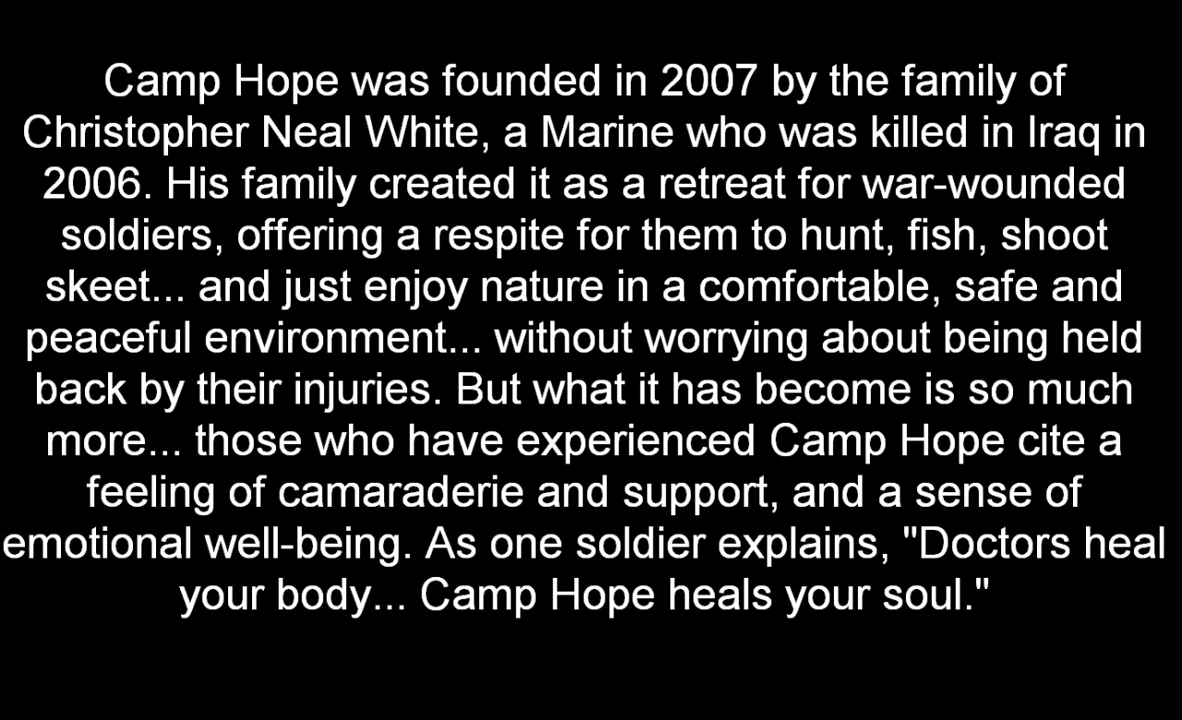 Camp Hope was founded in 2007 by the family of
Christopher Neal White, a Marine who was killed in Iraq in
2006. His family created it as a retreat for war-wounded
soldiers, offering a respite for them to hunt, fish, shoot
skeet... and just enjoy nature in a comfortable, safe and
peaceful environment... without worrying about being held
back by their injuries. But what it has become is so much
more... those who have experienced Camp Hope cite a
feeling of camaraderie and support, and a sense of
emotional well-being. As one soldier explains, "Doctors heal
your body... Camp Hope heals your soul."